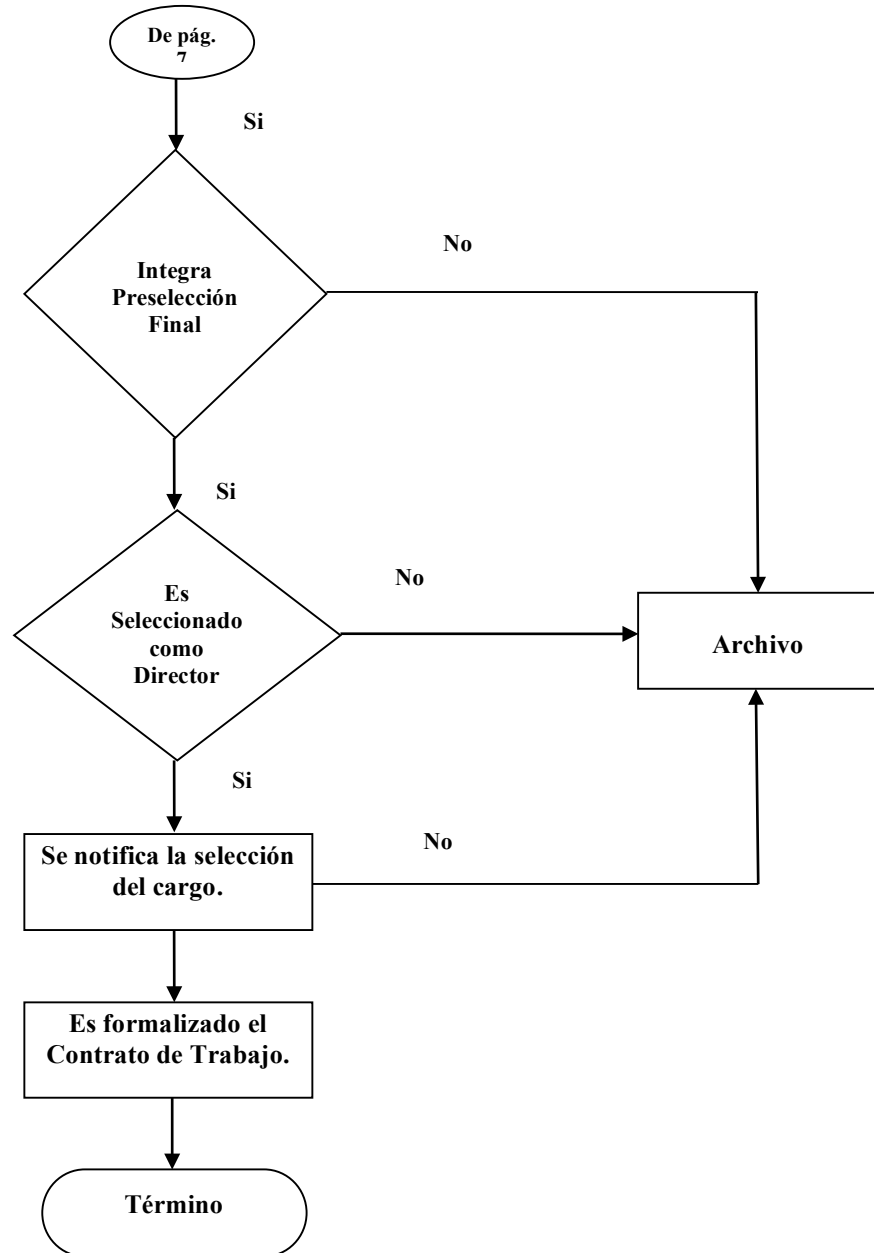 De pág.
7
Si
No
Integra
Preselección
Final
Si
No
Es
Seleccionado
como
Director
Archivo
Si
No
Se notifica la selección
del cargo.
Es formalizado el
Contrato de Trabajo.
Término